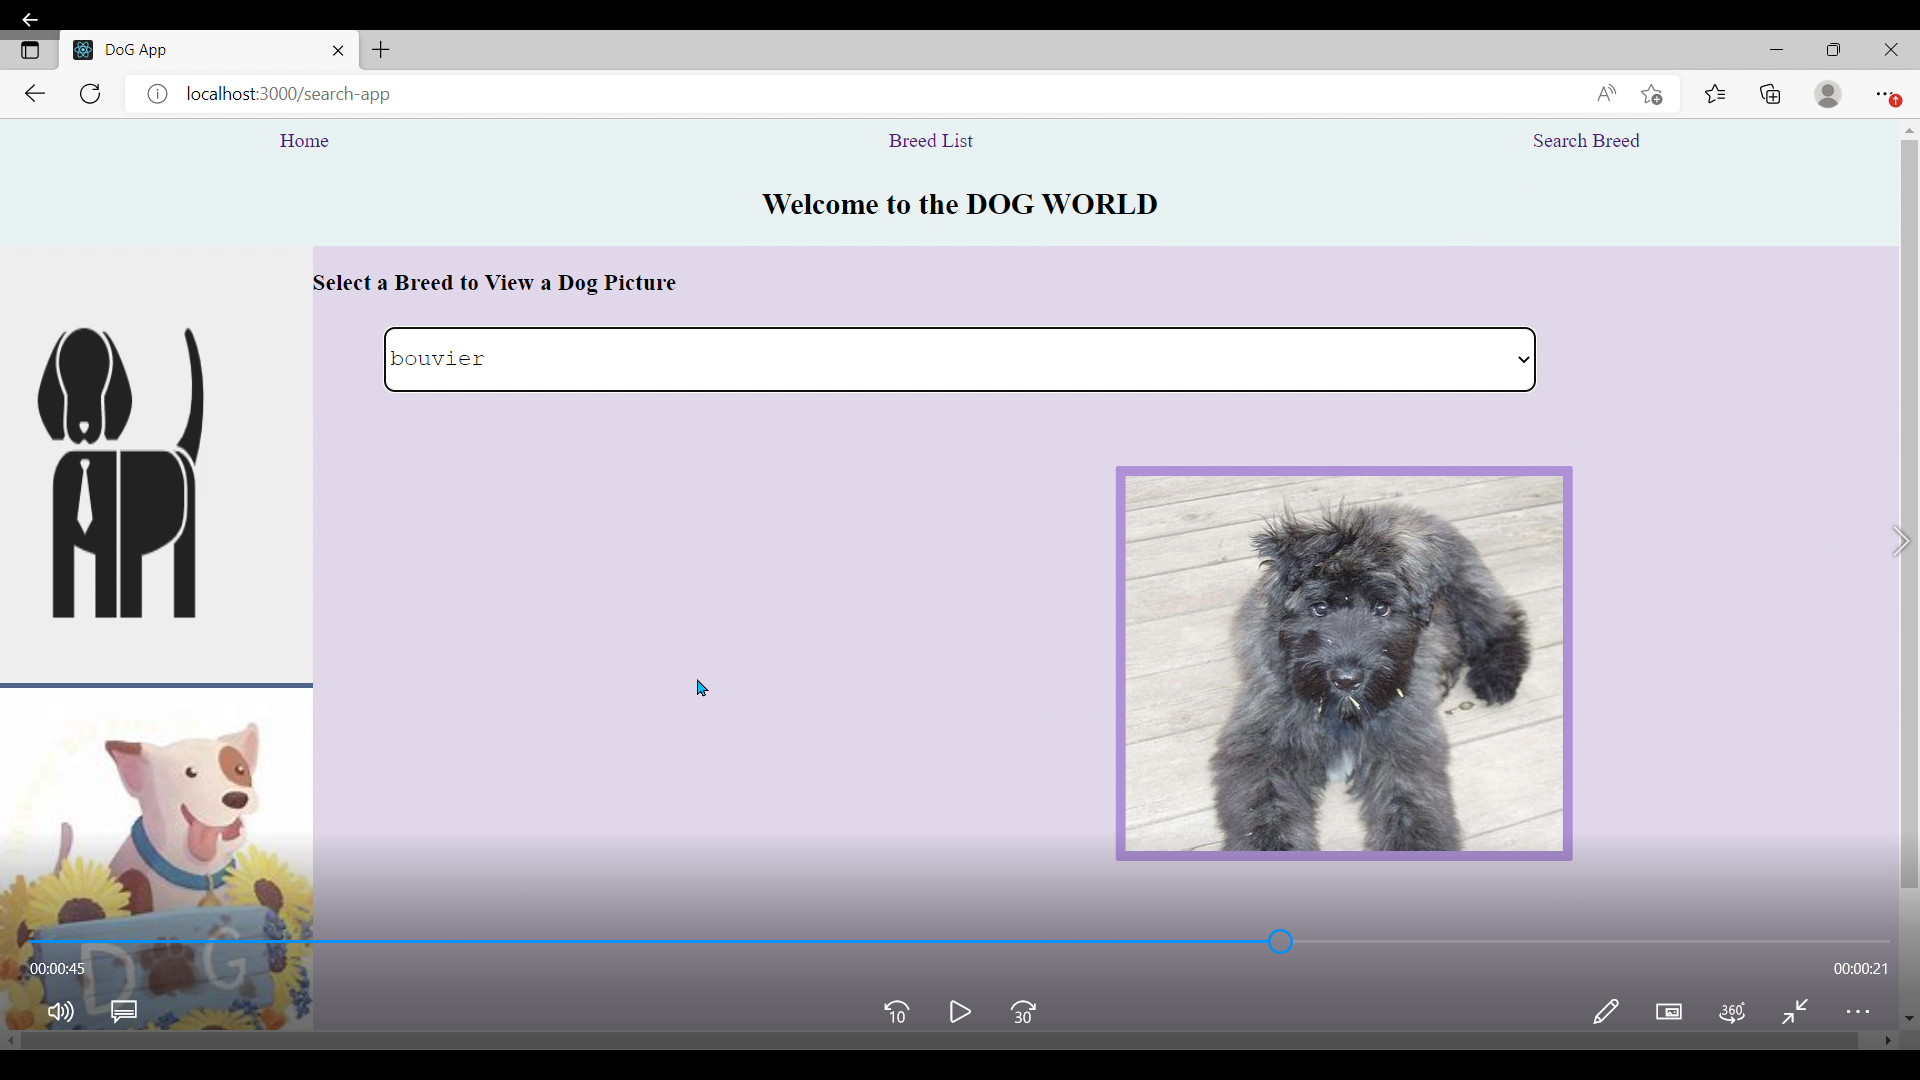 DoG App
localhost:3000/search-app
Home
Breed List
Search Breed
Welcome to the DOG WORLD
Select a Breed to View a Dog Picture
bouvier
DOG
00:00:45
00:00:21
10
30
360°